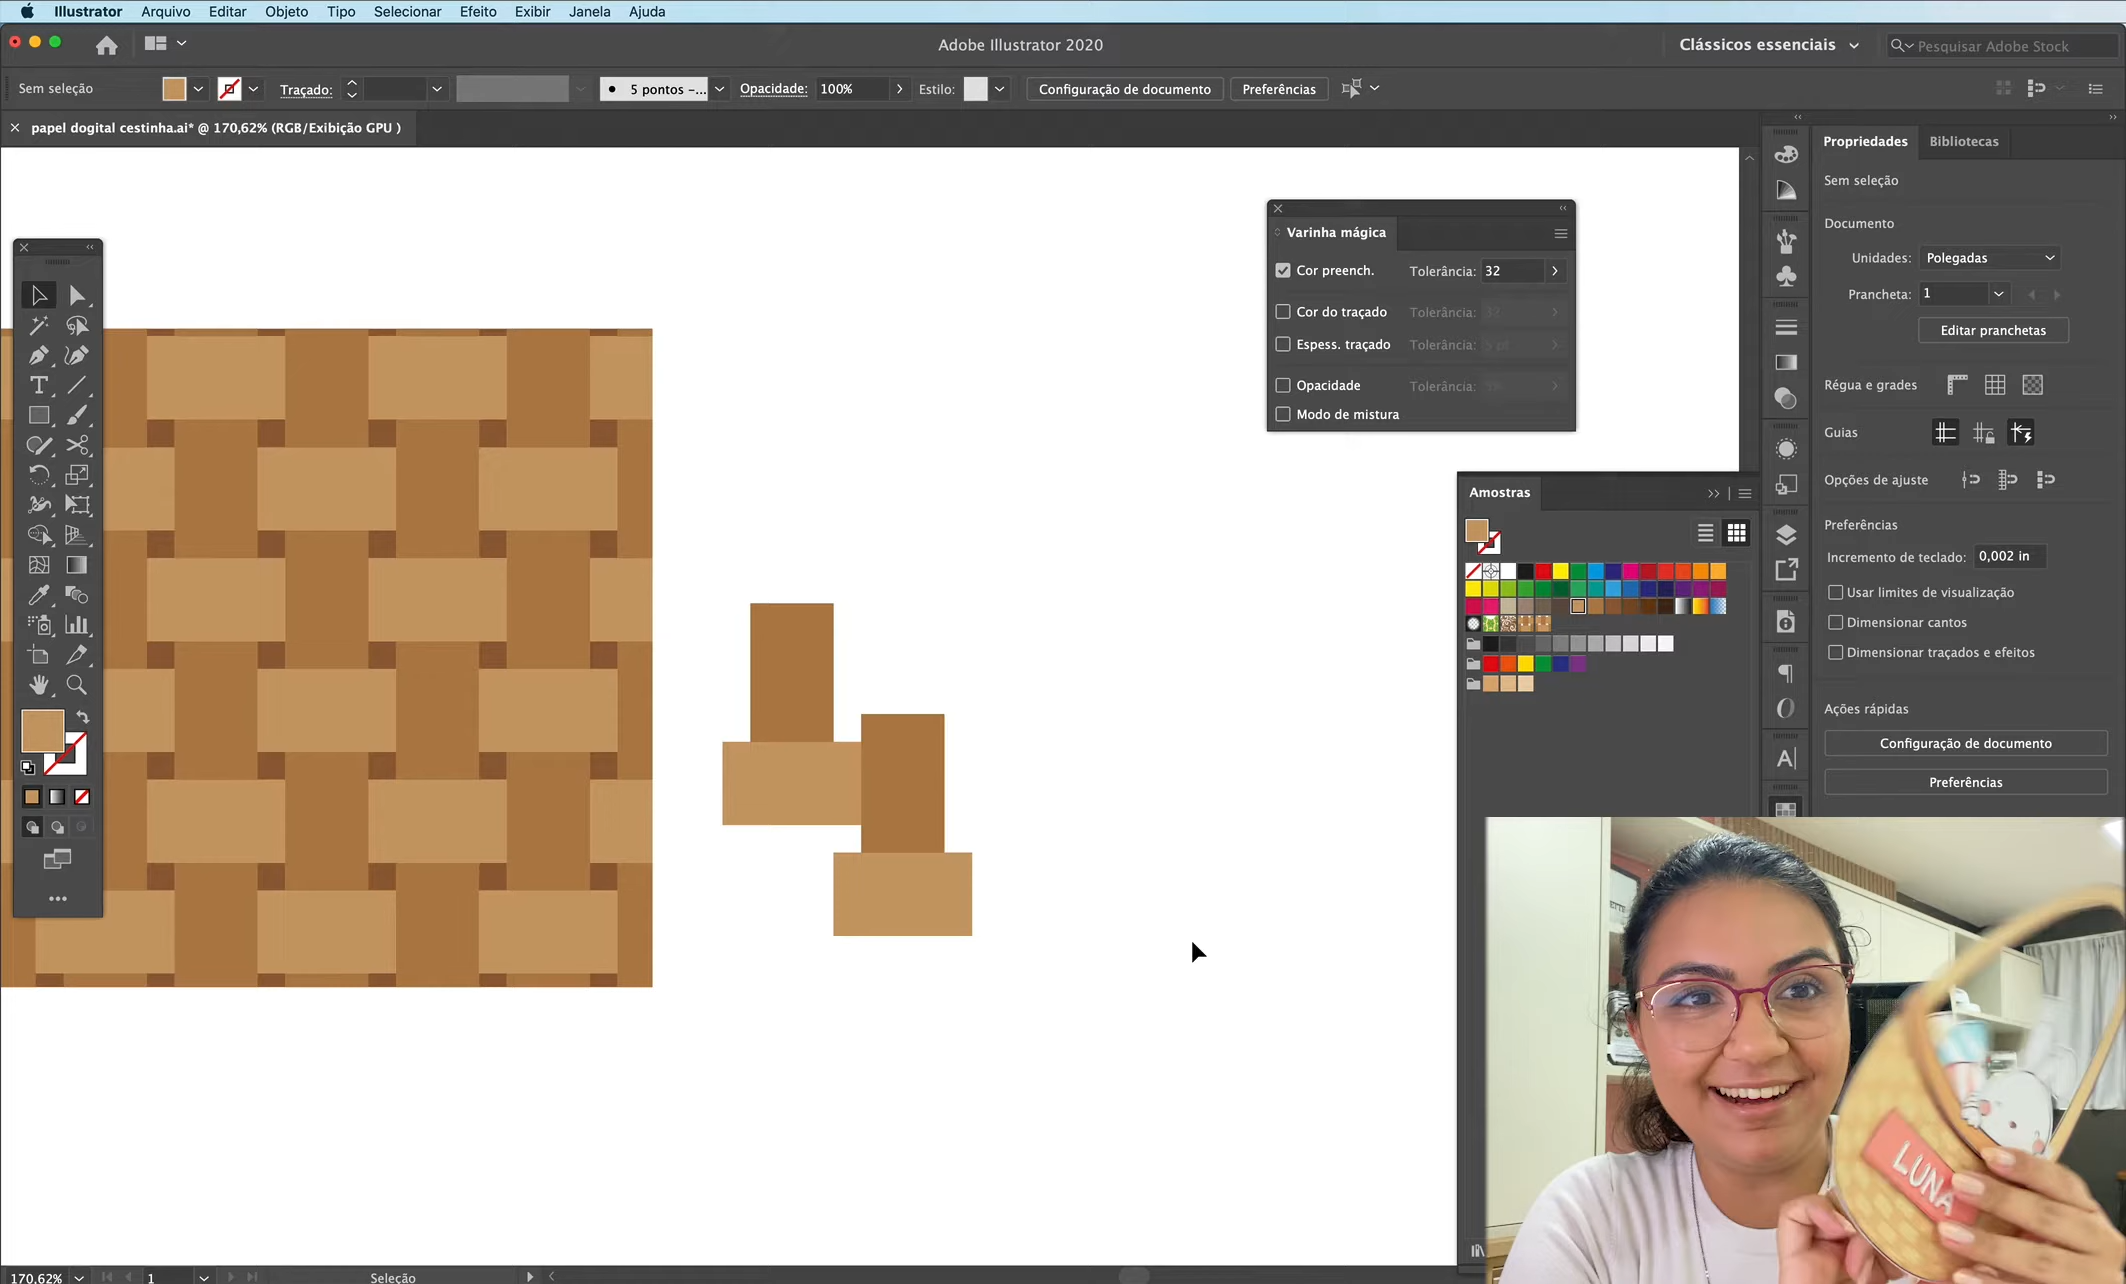 Illustrator Arquivo Editar Objeto Tipo Selecionar Efeito Exibir Janela Ajuda
Adobe Illustrator 2020
Clássicos essenciais
Pesquisar Adobe Stock
Sem seleção
Traçado:
5 pontos -...
Opacidade: 100%
Estilo:
Configuração de documento
Preferências
papel dogital cestinha.ai* @ 170,62% (RGB/Exibição GPU )
Varinha mágica
Cor preench. Tolerância: 32
Cor do traçado Tolerância: 32
Espess. traçado Tolerância: 5 pt
Opacidade Tolerância:
Modo de mistura
Amostras
Propriedades Bibliotecas
Sem seleção
Documento
Unidades: Polegadas
Prancheta: 1
Editar pranchetas
Régua e grades
Guias
Opções de ajuste
Preferências
Incremento de teclado: 0,002 in
Usar limites de visualização
Dimensionar cantos
Dimensionar traçados e efeitos
Ações rápidas
Configuração de documento
Preferências
LUNA
170,62% 1 Seleção